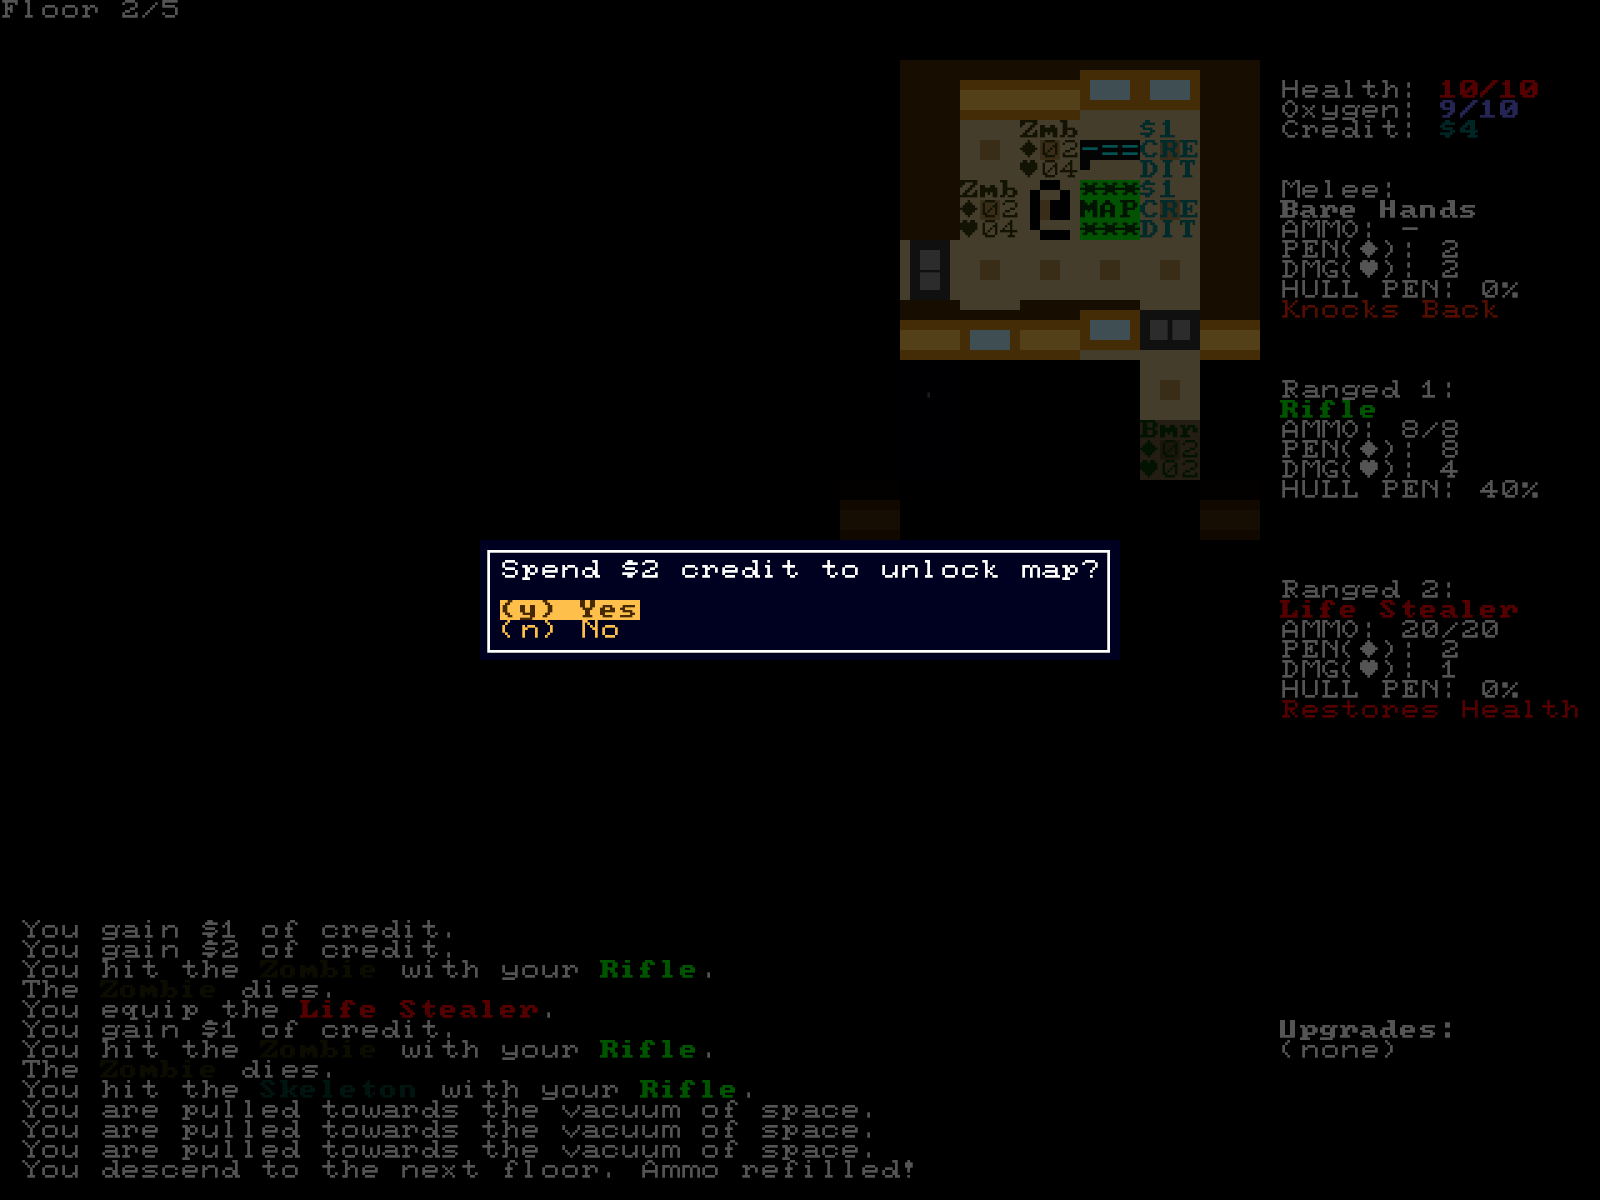 Floor 2/5
Health: 10/10
Oxygen: 9/10
Credit: $4
Zmb
♦02
♥04
-==
$1
CRE
DIT
Zmb
♦02
♥04
***
MAP
***
$1
CRE
DIT
Bmr
♦02
♥02
Melee:
Bare Hands
AMMO: -
PEN(♦): 2
DMG(♥): 2
HULL PEN: 0%
Knocks Back
Ranged 1:
Rifle
AMMO: 8/8
PEN(♦): 8
DMG(♥): 4
HULL PEN: 40%
Ranged 2:
Life Stealer
AMMO: 20/20
PEN(♦): 2
DMG(♥): 1
HULL PEN: 0%
Restores Health
Spend $2 credit to unlock map?
(y) Yes
(n) No
You gain $1 of credit.
You gain $2 of credit.
You hit the Zombie with your Rifle.
The Zombie dies.
You equip the Life Stealer.
You gain $1 of credit.
You hit the Zombie with your Rifle.
The Zombie dies.
You hit the Skeleton with your Rifle.
You are pulled towards the vacuum of space.
You are pulled towards the vacuum of space.
You are pulled towards the vacuum of space.
You descend to the next floor. Ammo refilled!
Upgrades:
(none)